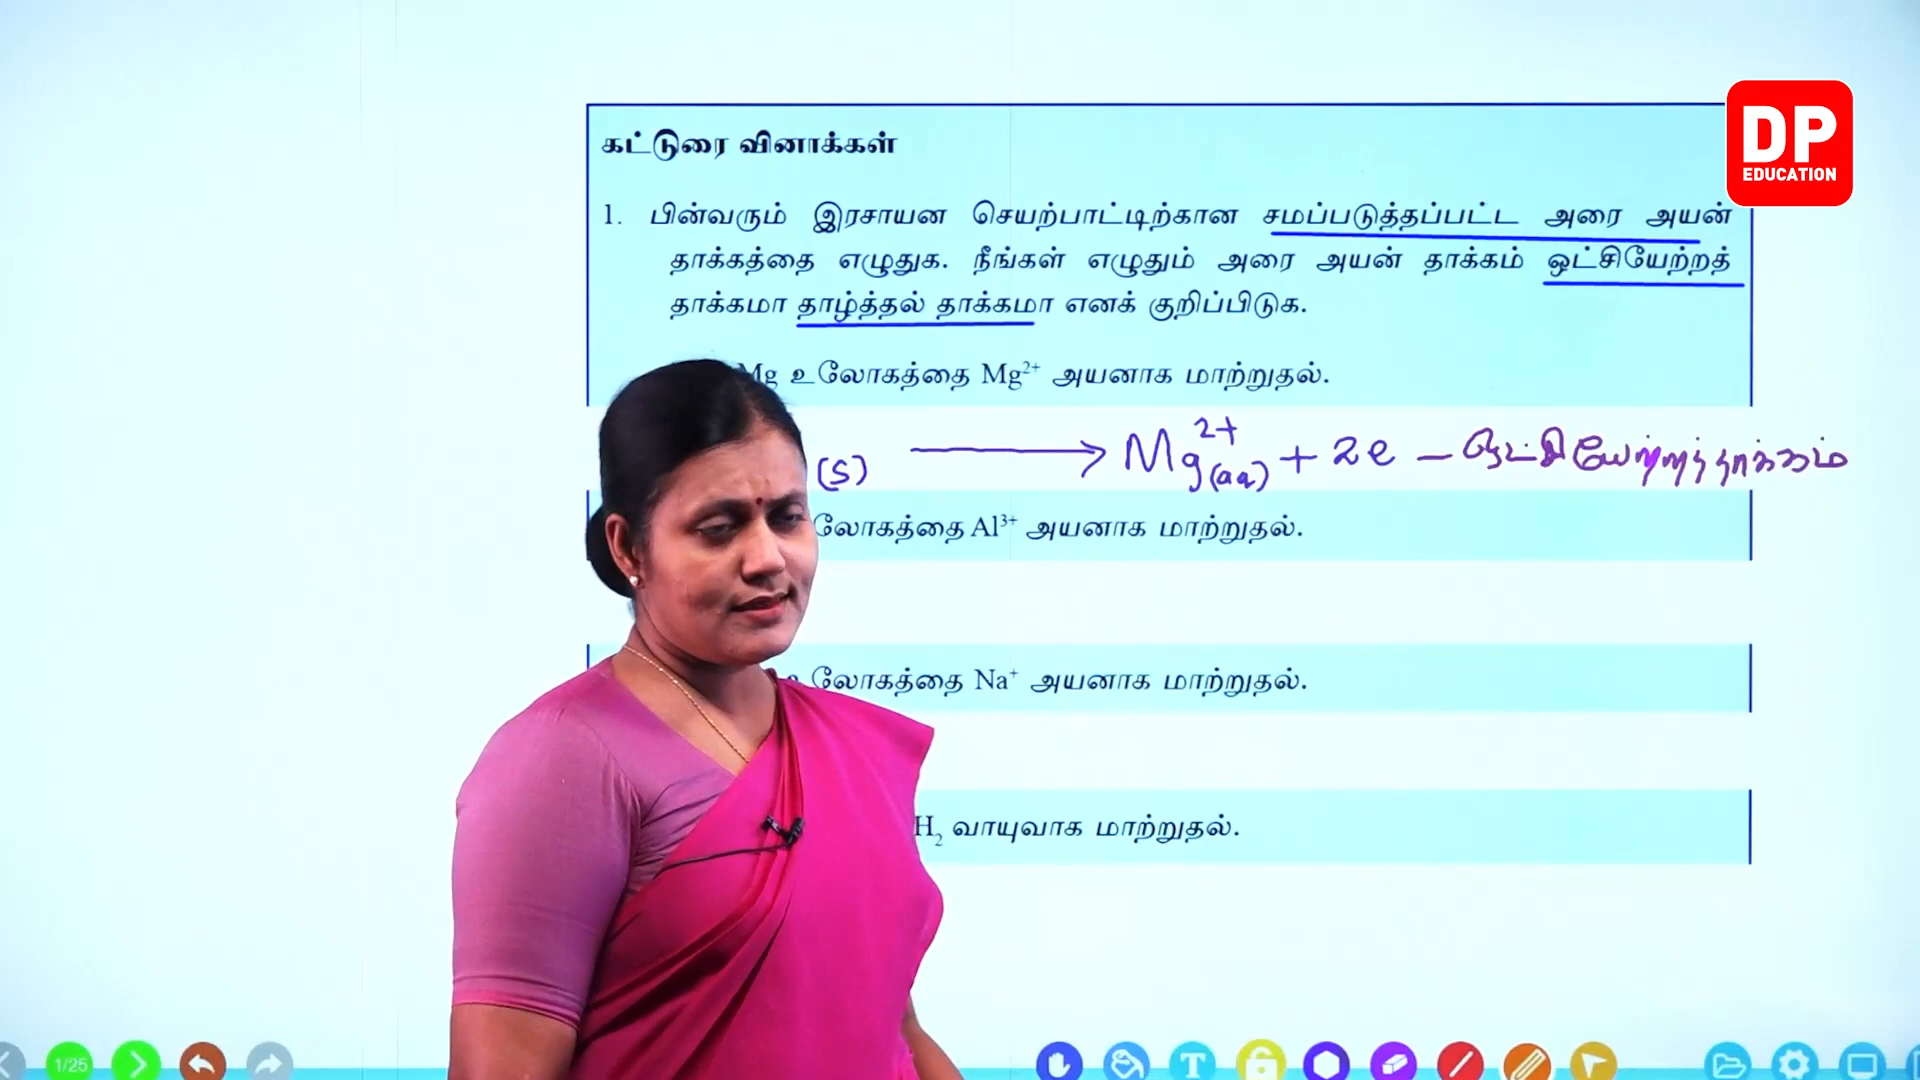 DP
EDUCATION
கட்டுரை வினாக்கள்
1. பின்வரும் இரசாயன செயற்பாட்டிற்கான சமப்படுத்தப்பட்ட அரை அயன்
தாக்கத்தை எழுதுக. நீங்கள் எழுதும் அரை அயன் தாக்கம் ஒட்சியேற்றத்
தாக்கமா தாழ்த்தல் தாக்கமா எனக் குறிப்பிடுக.
Mg உலோகத்தை Mg²⁺ அயனாக மாற்றுதல்.
(s) ⟶ Mg²⁺(aq) + 2e – ஒட்சியேற்றத்தாக்கம்
லோகத்தை Al³⁺ அயனாக மாற்றுதல்.
உலோகத்தை Na⁺ அயனாக மாற்றுதல்.
H₂ வாயுவாக மாற்றுதல்.
1/25
T